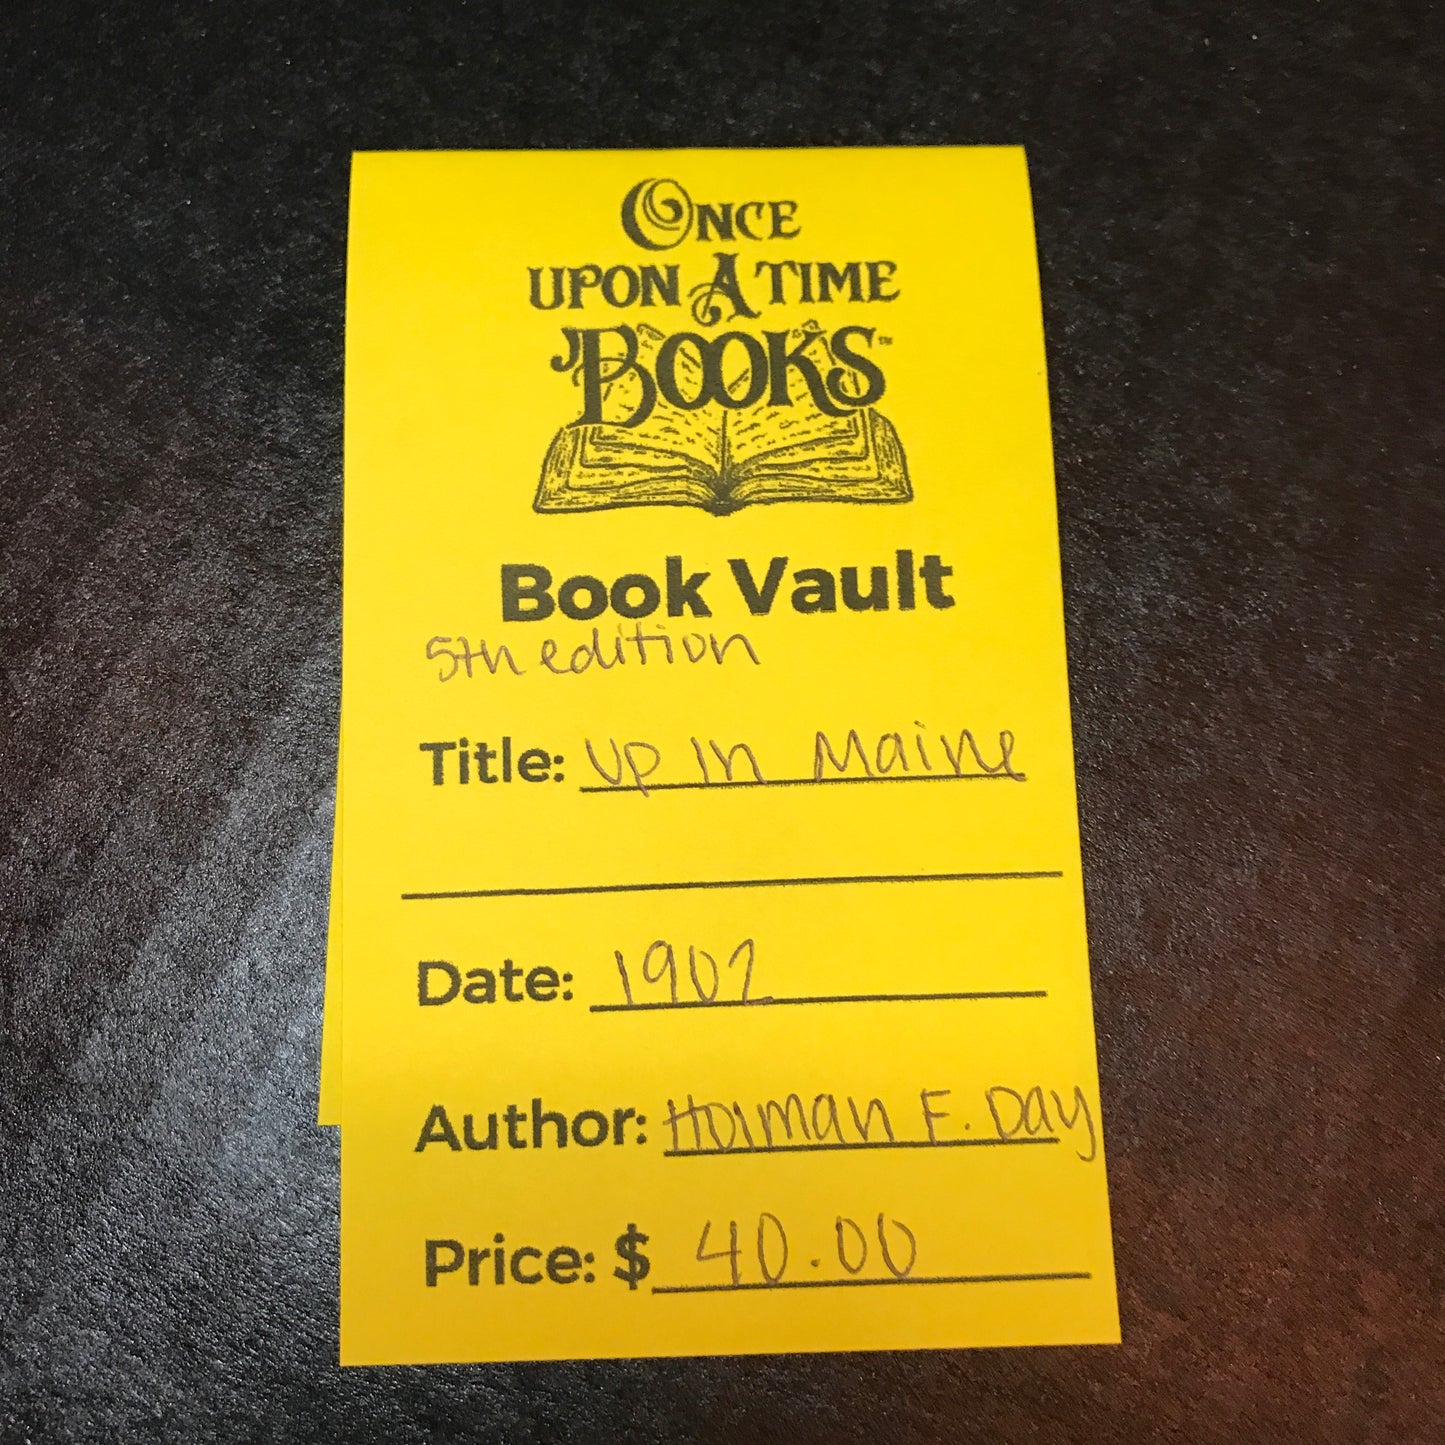 ONCE
UPON A TIME
BOOKS™
Book Vault
5th edition
Title: Up In Maine
Date: 1902
Author: Holman F. Day
Price: $ 40.00